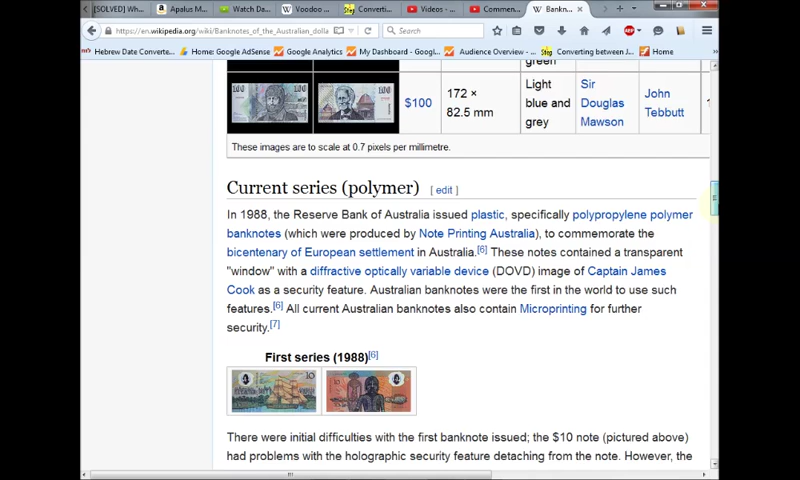 [SOLVED] Wh...
Apalus M...
Watch Da...
Voodoo ...
Converti...
Videos - ...
Commen...
Bankn...
https://en.wikipedia.org/wiki/Banknotes_of_the_Australian_dolla
Search
Hebrew Date Converte...
Home: Google AdSense
Google Analytics
My Dashboard - Googl...
Audience Overview - ...
Converting between J...
Home
green
$100
172 ×
82.5 mm
Light
blue and
grey
Sir
Douglas
Mawson
John
Tebbutt
These images are to scale at 0.7 pixels per millimetre.
Current series (polymer) [ edit ]
In 1988, the Reserve Bank of Australia issued plastic, specifically polypropylene polymer
banknotes (which were produced by Note Printing Australia), to commemorate the
bicentenary of European settlement in Australia.[6] These notes contained a transparent
"window" with a diffractive optically variable device (DOVD) image of Captain James
Cook as a security feature. Australian banknotes were the first in the world to use such
features.[6] All current Australian banknotes also contain Microprinting for further
security.[7]
First series (1988)[6]
There were initial difficulties with the first banknote issued; the $10 note (pictured above)
had problems with the holographic security feature detaching from the note. However, the